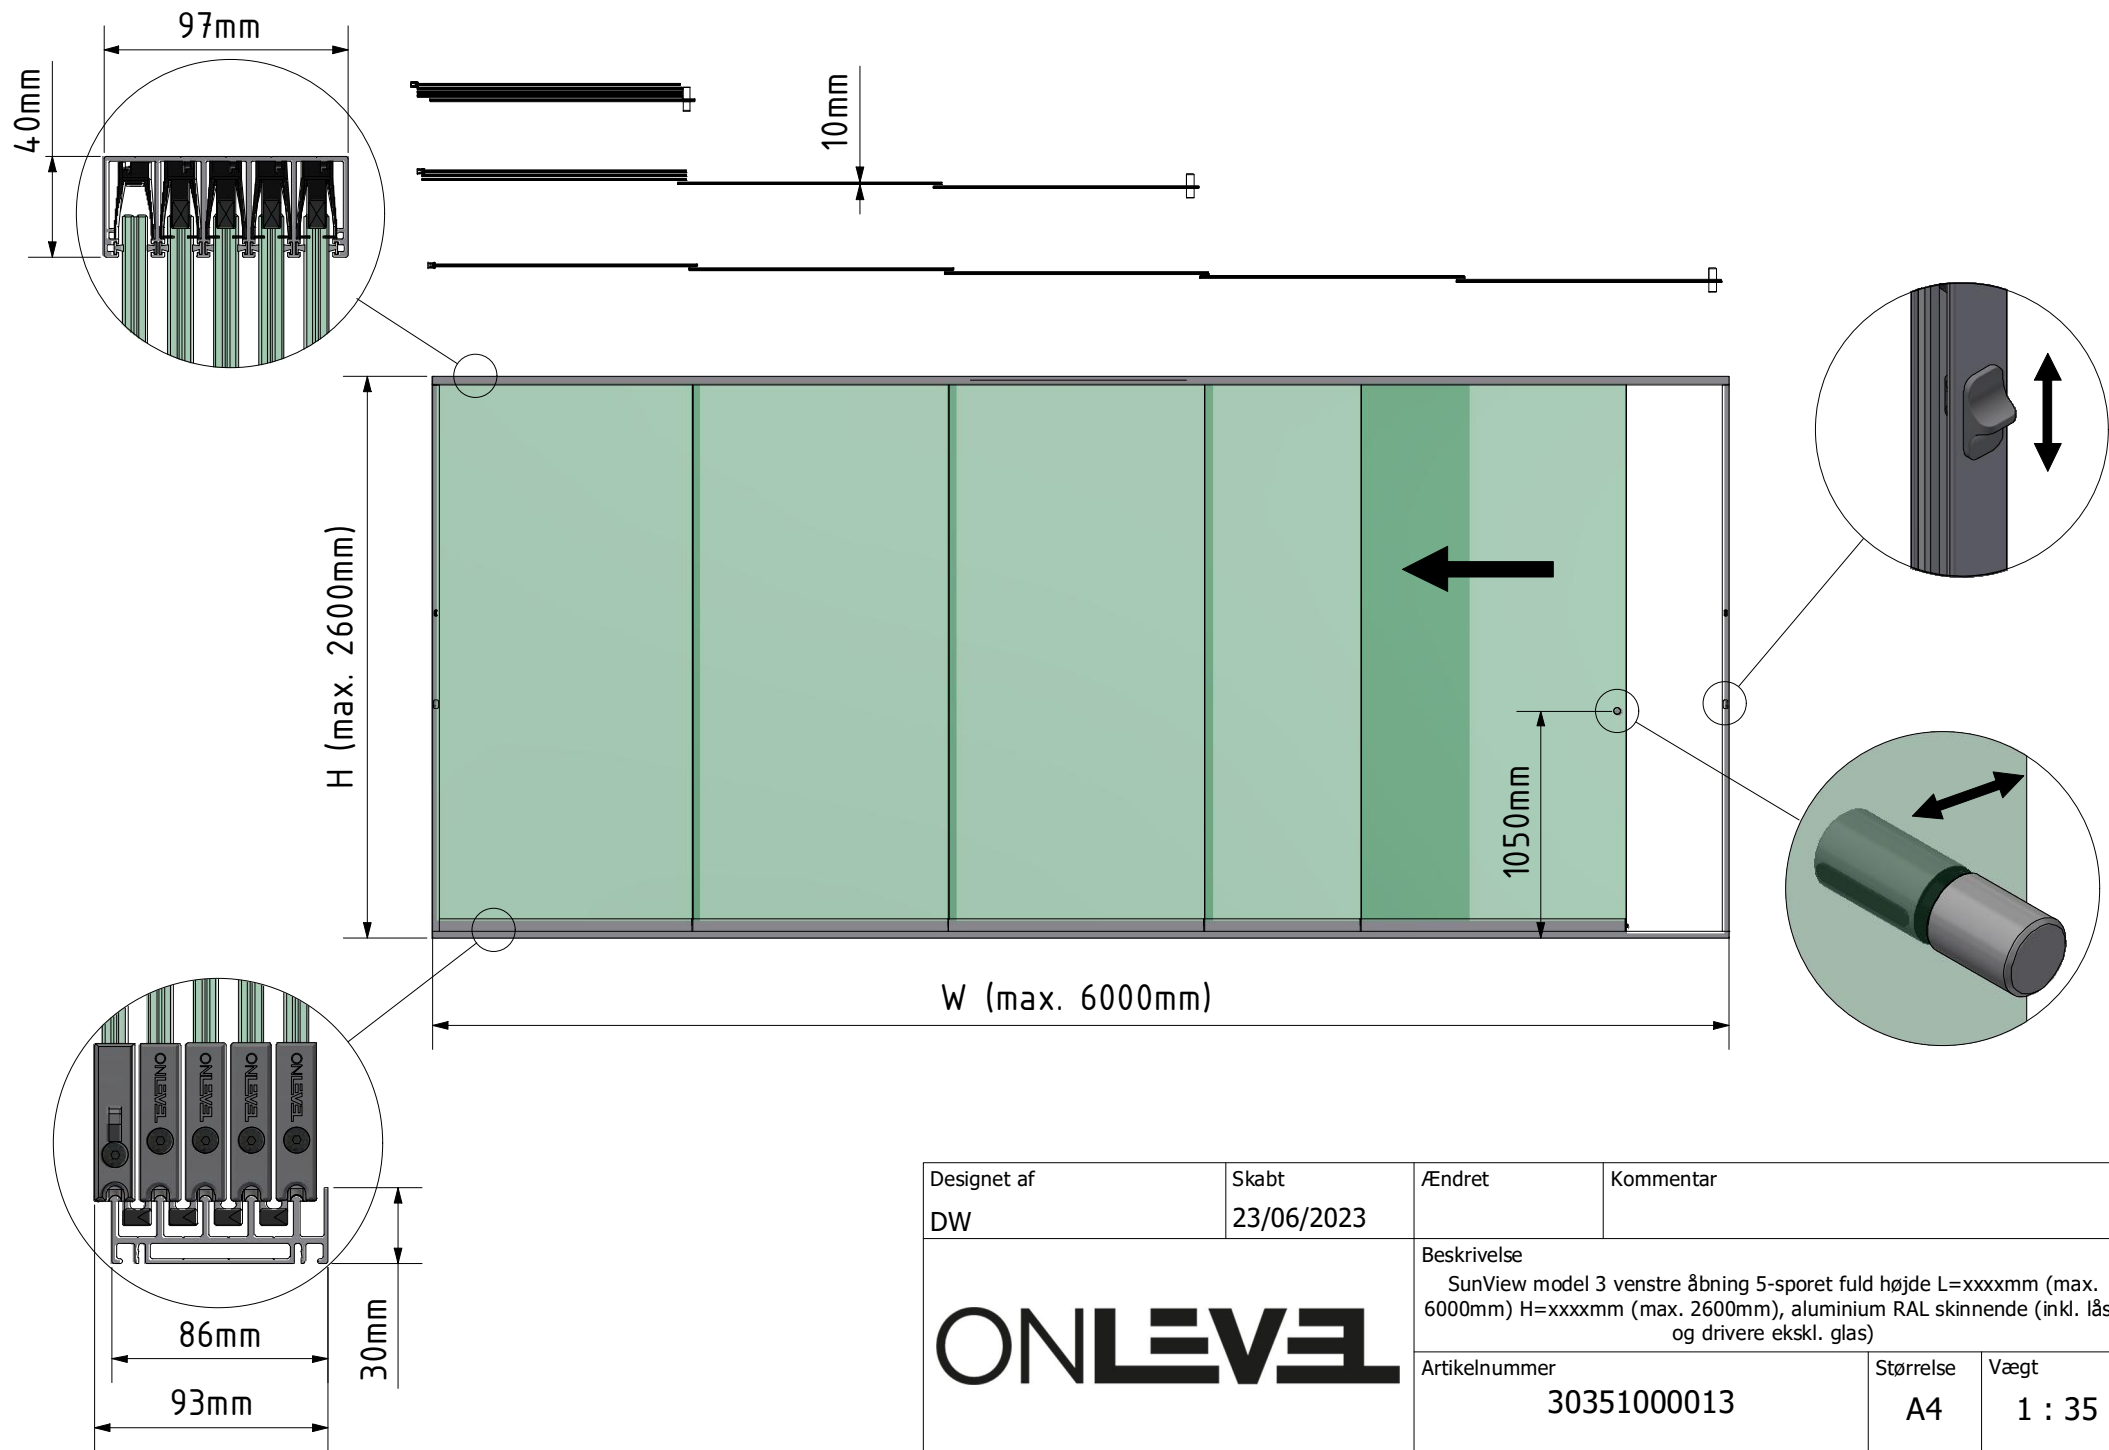 97mm
40mm
10mm
H (max. 2600mm)
1050mm
W (max. 6000mm)
ONLEVEL
ONLEVEL
ONLEVEL
ONLEVEL
86mm
93mm
30mm
Designet af
DW
Skabt
23/06/2023
Ændret
Kommentar
ONLEVEL
Beskrivelse
SunView model 3 venstre åbning 5-sporet fuld højde L=xxxxmm (max.
6000mm) H=xxxxmm (max. 2600mm), aluminium RAL skinnende (inkl. lås
og drivere ekskl. glas)
Artikelnummer
30351000013
Størrelse
A4
Vægt
1 : 35